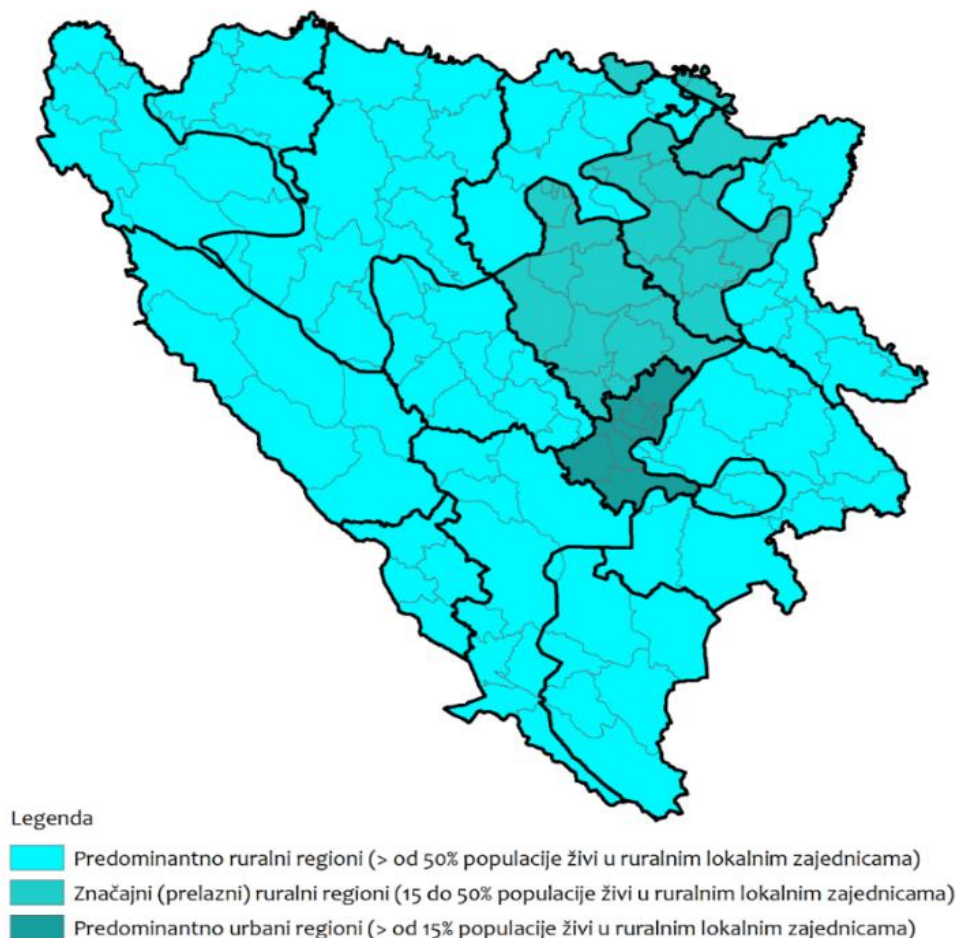 Legenda
Predominantno ruralni regioni (> od 50% populacije živi u ruralnim lokalnim zajednicama)
Značajni (prelazni) ruralni regioni (15 do 50% populacije živi u ruralnim lokalnim zajednicama)
Predominantno urbani regioni (> od 15% populacije živi u ruralnim lokalnim zajednicama)